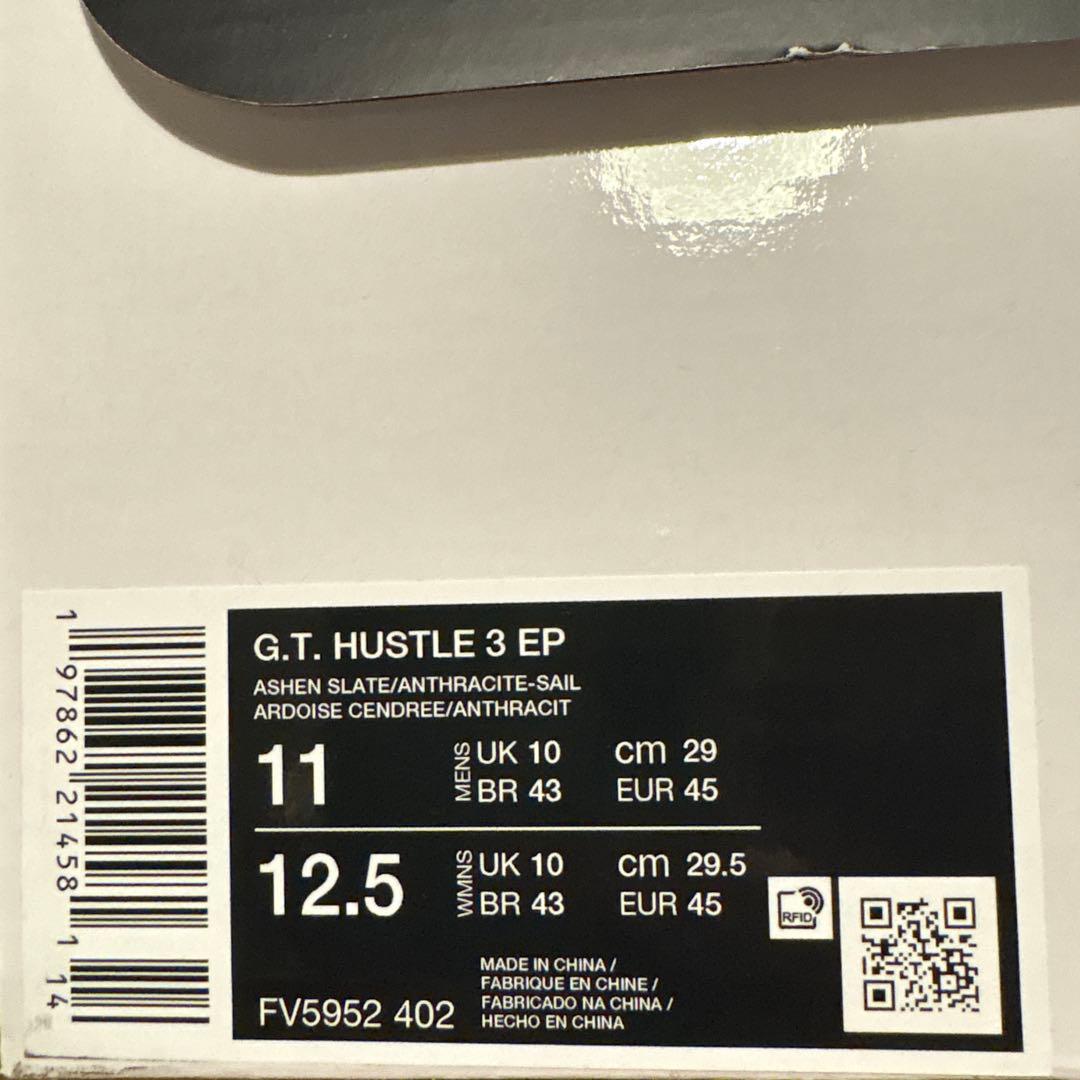 G.T. HUSTLE 3 EP
ASHEN SLATE/ANTHRACITE-SAIL
ARDOISE CENDREE/ANTHRACIT
11 MENS UK 10 cm 29
BR 43 EUR 45
12.5 WMNS UK 10 cm 29.5
BR 43 EUR 45
RFID
MADE IN CHINA /
FABRIQUE EN CHINE /
FABRICADO NA CHINA /
HECHO EN CHINA
FV5952 402
1 97862 21458 1 14